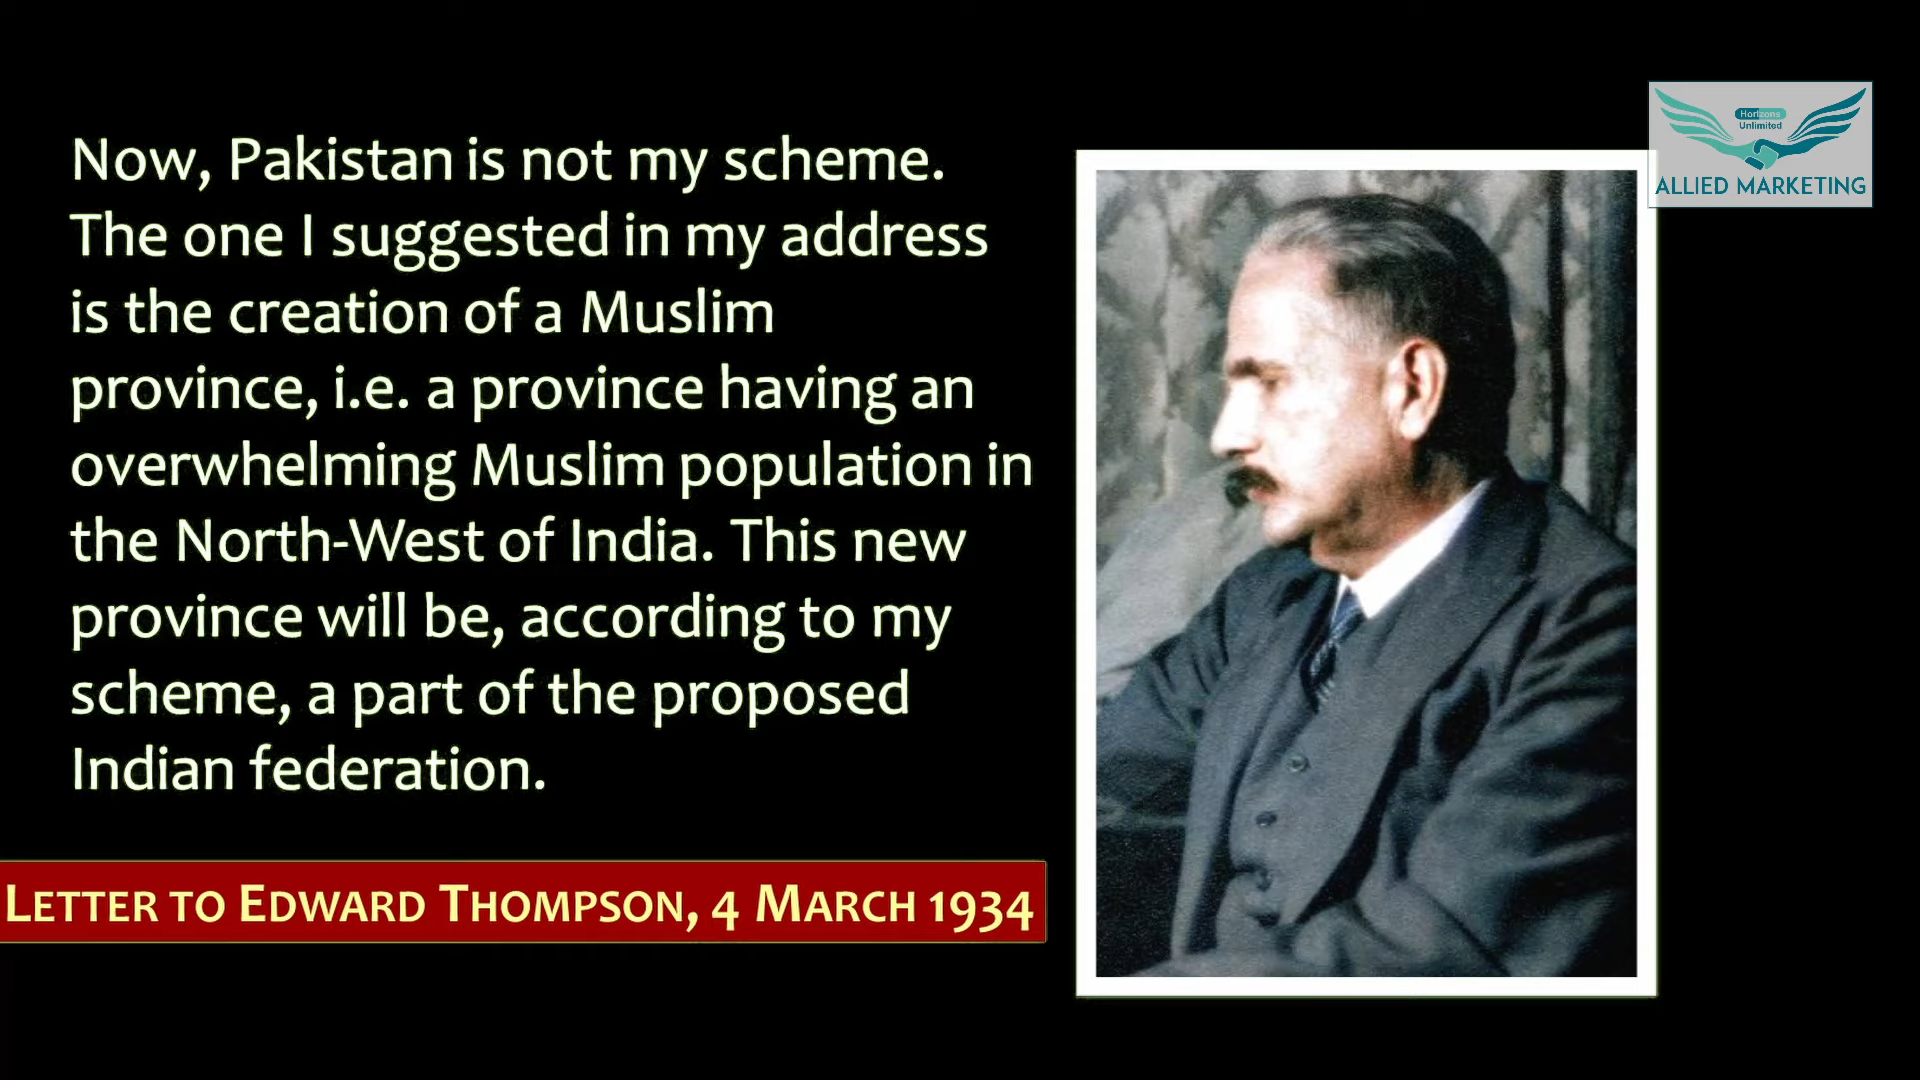 Now, Pakistan is not my scheme.
The one I suggested in my address
is the creation of a Muslim
province, i.e. a province having an
overwhelming Muslim population in
the North-West of India. This new
province will be, according to my
scheme, a part of the proposed
Indian federation.
LETTER TO EDWARD THOMPSON, 4 MARCH 1934
Horizons
Unlimited
ALLIED MARKETING